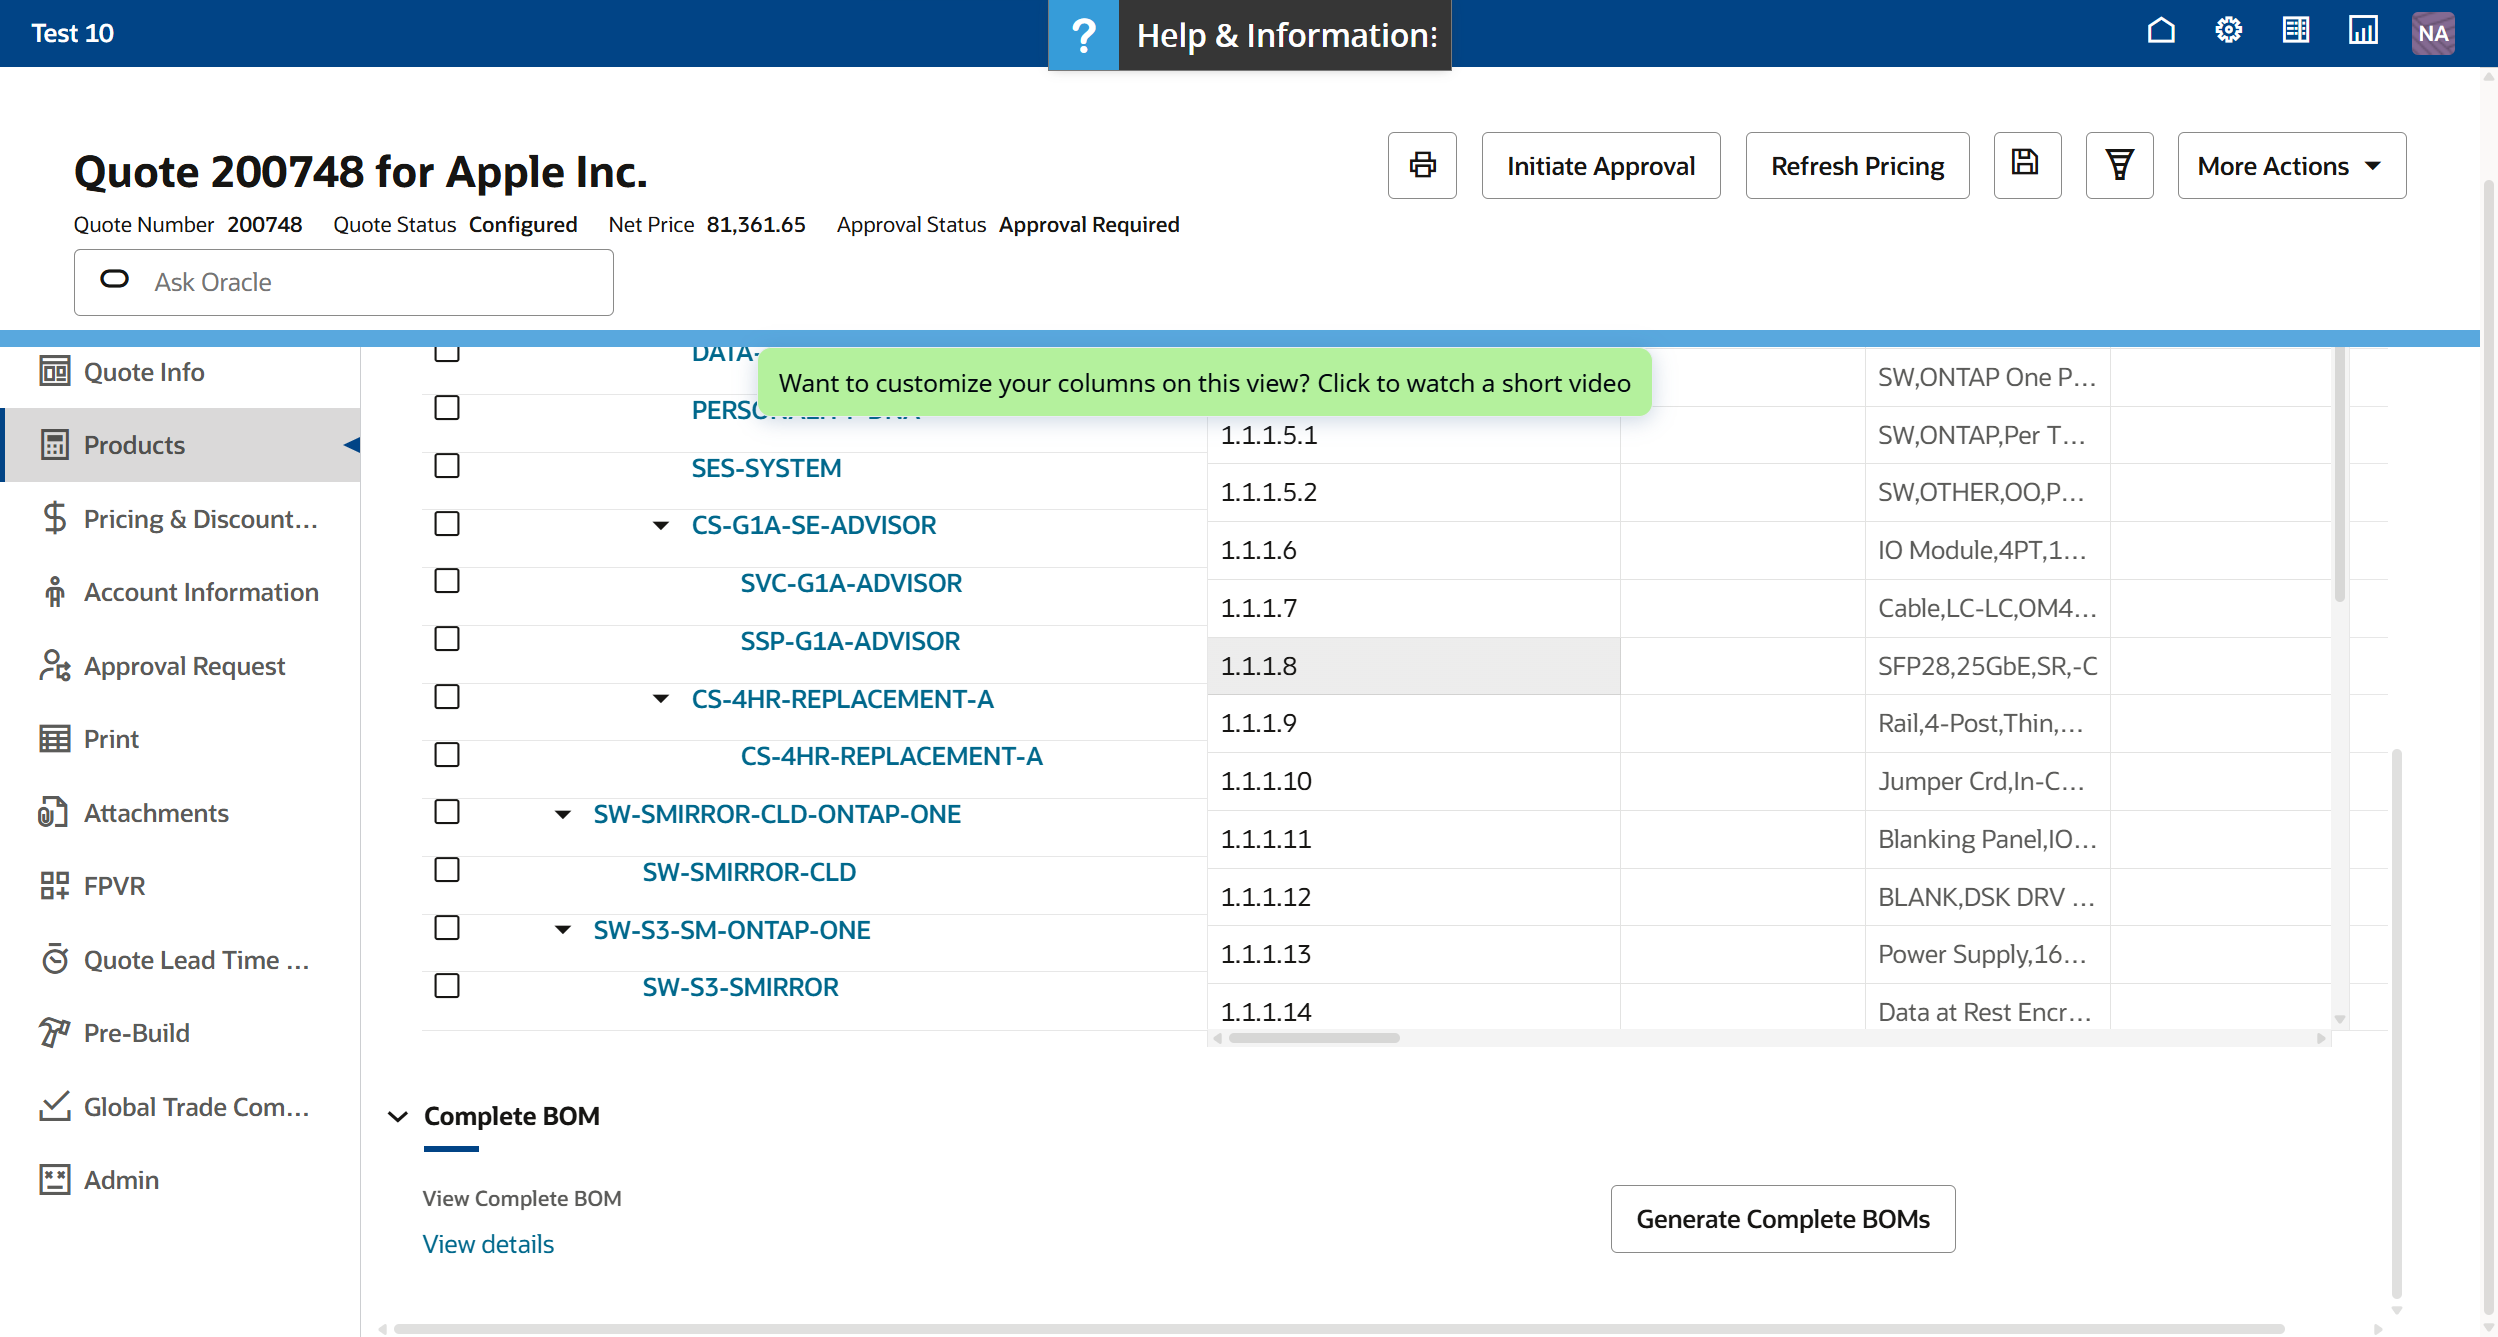 Test 10
? Help & Information
NA
Quote 200748 for Apple Inc.
Initiate Approval
Refresh Pricing
More Actions
Quote Number 200748 Quote Status Configured Net Price 81,361.65 Approval Status Approval Required
Ask Oracle
Quote Info
Products
Pricing & Discount...
Account Information
Approval Request
Print
Attachments
FPVR
Quote Lead Time ...
Pre-Build
Global Trade Com...
Admin
Want to customize your columns on this view? Click to watch a short video
SW,ONTAP One P...
1.1.1.5.1 SW,ONTAP,Per T...
SES-SYSTEM
1.1.1.5.2 SW,OTHER,OO,P...
CS-G1A-SE-ADVISOR
1.1.1.6 IO Module,4PT,1...
SVC-G1A-ADVISOR
1.1.1.7 Cable,LC-LC,OM4...
SSP-G1A-ADVISOR
1.1.1.8 SFP28,25GbE,SR,-C
CS-4HR-REPLACEMENT-A
1.1.1.9 Rail,4-Post,Thin,...
CS-4HR-REPLACEMENT-A
1.1.1.10 Jumper Crd,In-C...
SW-SMIRROR-CLD-ONTAP-ONE
1.1.1.11 Blanking Panel,IO...
SW-SMIRROR-CLD
1.1.1.12 BLANK,DSK DRV ...
SW-S3-SM-ONTAP-ONE
1.1.1.13 Power Supply,16...
SW-S3-SMIRROR
1.1.1.14 Data at Rest Encr...
Complete BOM
View Complete BOM
View details
Generate Complete BOMs